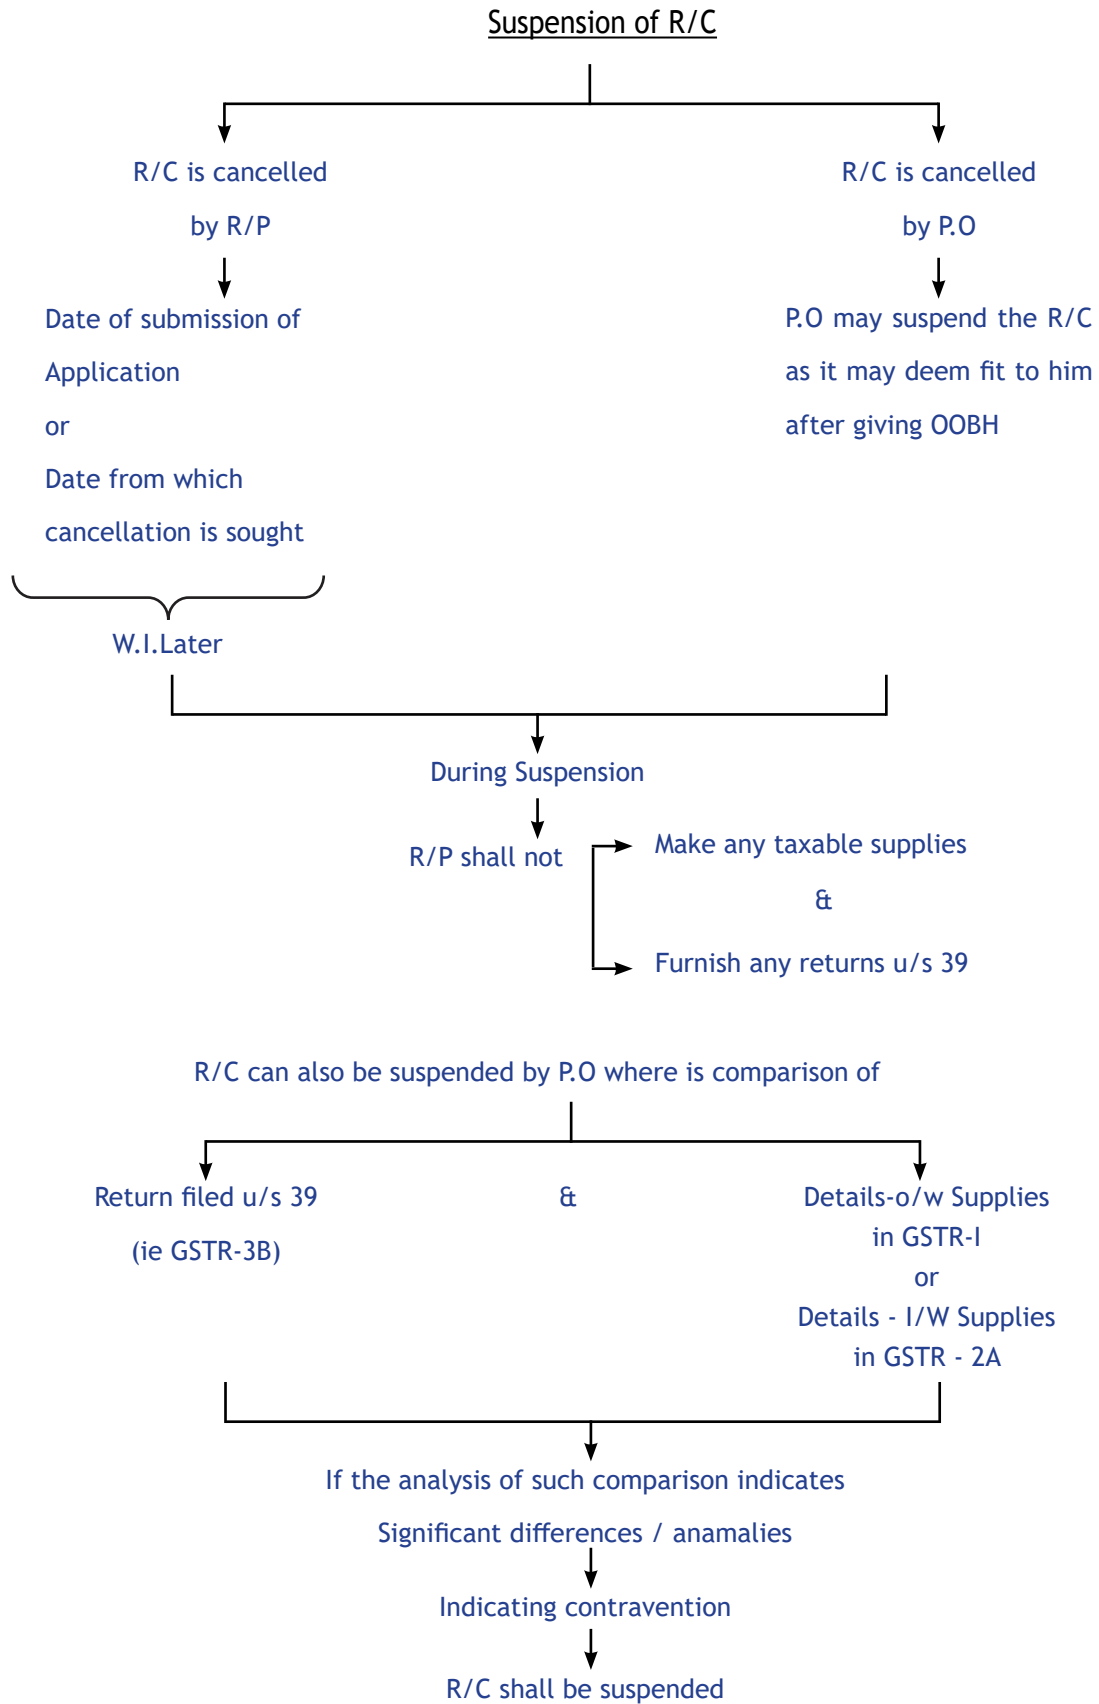 Suspension of R/C
R/C is cancelled
by R/P
R/C is cancelled
by P.O
Date of submission of
Application
or
Date from which
cancellation is sought
P.O may suspend the R/C
as it may deem fit to him
after giving OOBH
W.I.Later
During Suspension
R/P shall not
Make any taxable supplies
&
Furnish any returns u/s 39
R/C can also be suspended by P.O where is comparison of
Return filed u/s 39
(ie GSTR-3B)
&
Details-o/w Supplies
in GSTR-I
or
Details - I/W Supplies
in GSTR - 2A
If the analysis of such comparison indicates
Significant differences / anamalies
Indicating contravention
R/C shall be suspended